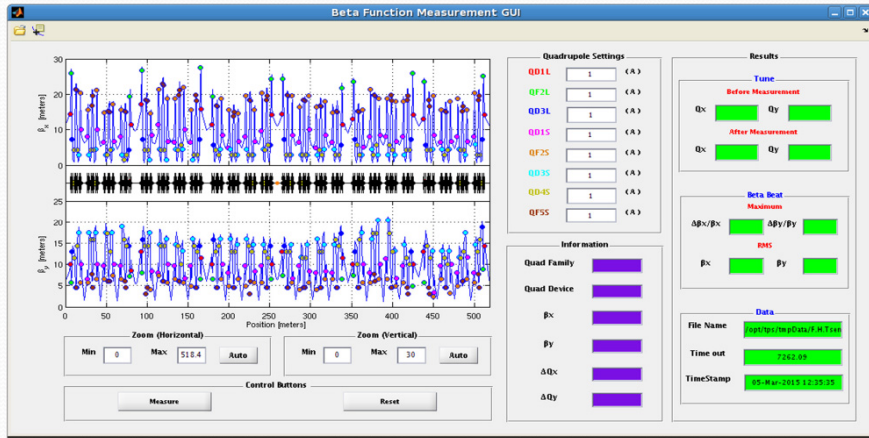 Beta Function Measurement GUI
30
20
10
0
βx [meters]
25
20
15
10
5
0
βy [meters]
0 50 100 150 200 250 300 350 400 450 500
Position [meters]
Zoom (Horizontal)
Min 0 Max 518.4 Auto
Zoom (Vertical)
Min 0 Max 30 Auto
Control Buttons
Measure Reset
Quadrupole Settings
QD1L 1 (A)
QF2L 1 (A)
QD3L 1 (A)
QD1S 1 (A)
QF2S 1 (A)
QD3S 1 (A)
QD4S 1 (A)
QF5S 1 (A)
Information
Quad Family
Quad Device
βx
βy
ΔQx
ΔQy
Results
Tune
Before Measurement
Qx Qy
After Measurement
Qx Qy
Beta Beat
Maximum
Δβx/βx Δβy/βy
RMS
βx βy
Data
File Name /opt/tps/tmpData/F.H.Tsen
Time out 7262.09
TimeStamp 05-Mar-2015 12:35:35